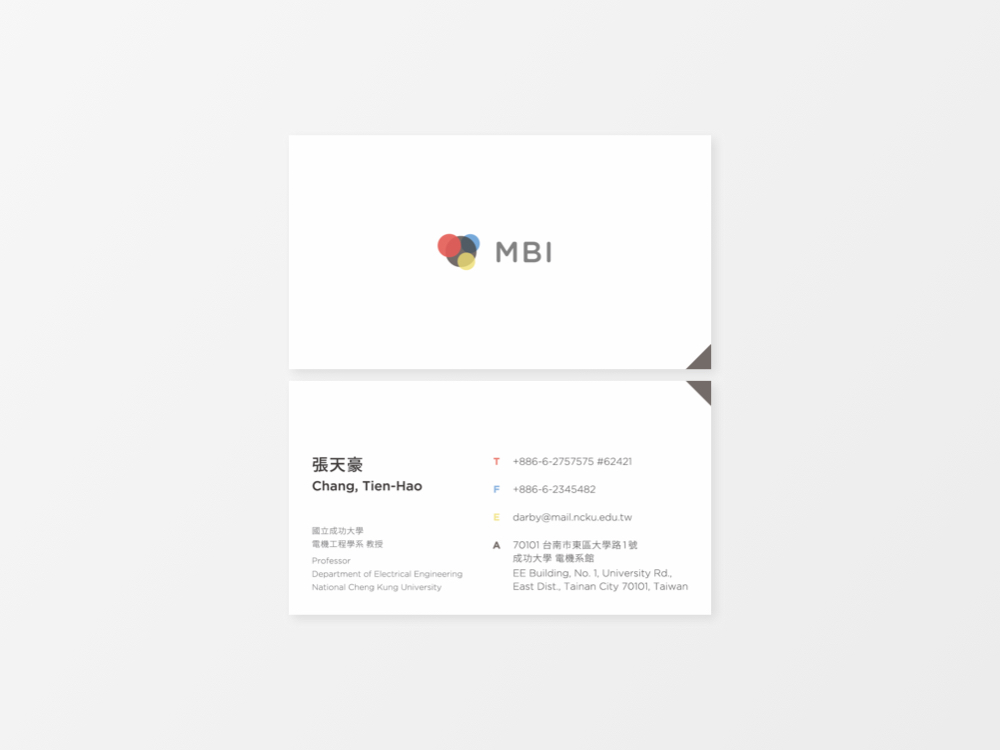 MBI
張天豪
Chang, Tien-Hao
國立成功大學
電機工程學系 教授
Professor
Department of Electrical Engineering
National Cheng Kung University
T +886-6-2757575 #62421
F +886-6-2345482
E darby@mail.ncku.edu.tw
A 70101 台南市東區大學路1號
成功大學 電機系館
EE Building, No. 1, University Rd.,
East Dist., Tainan City 70101, Taiwan